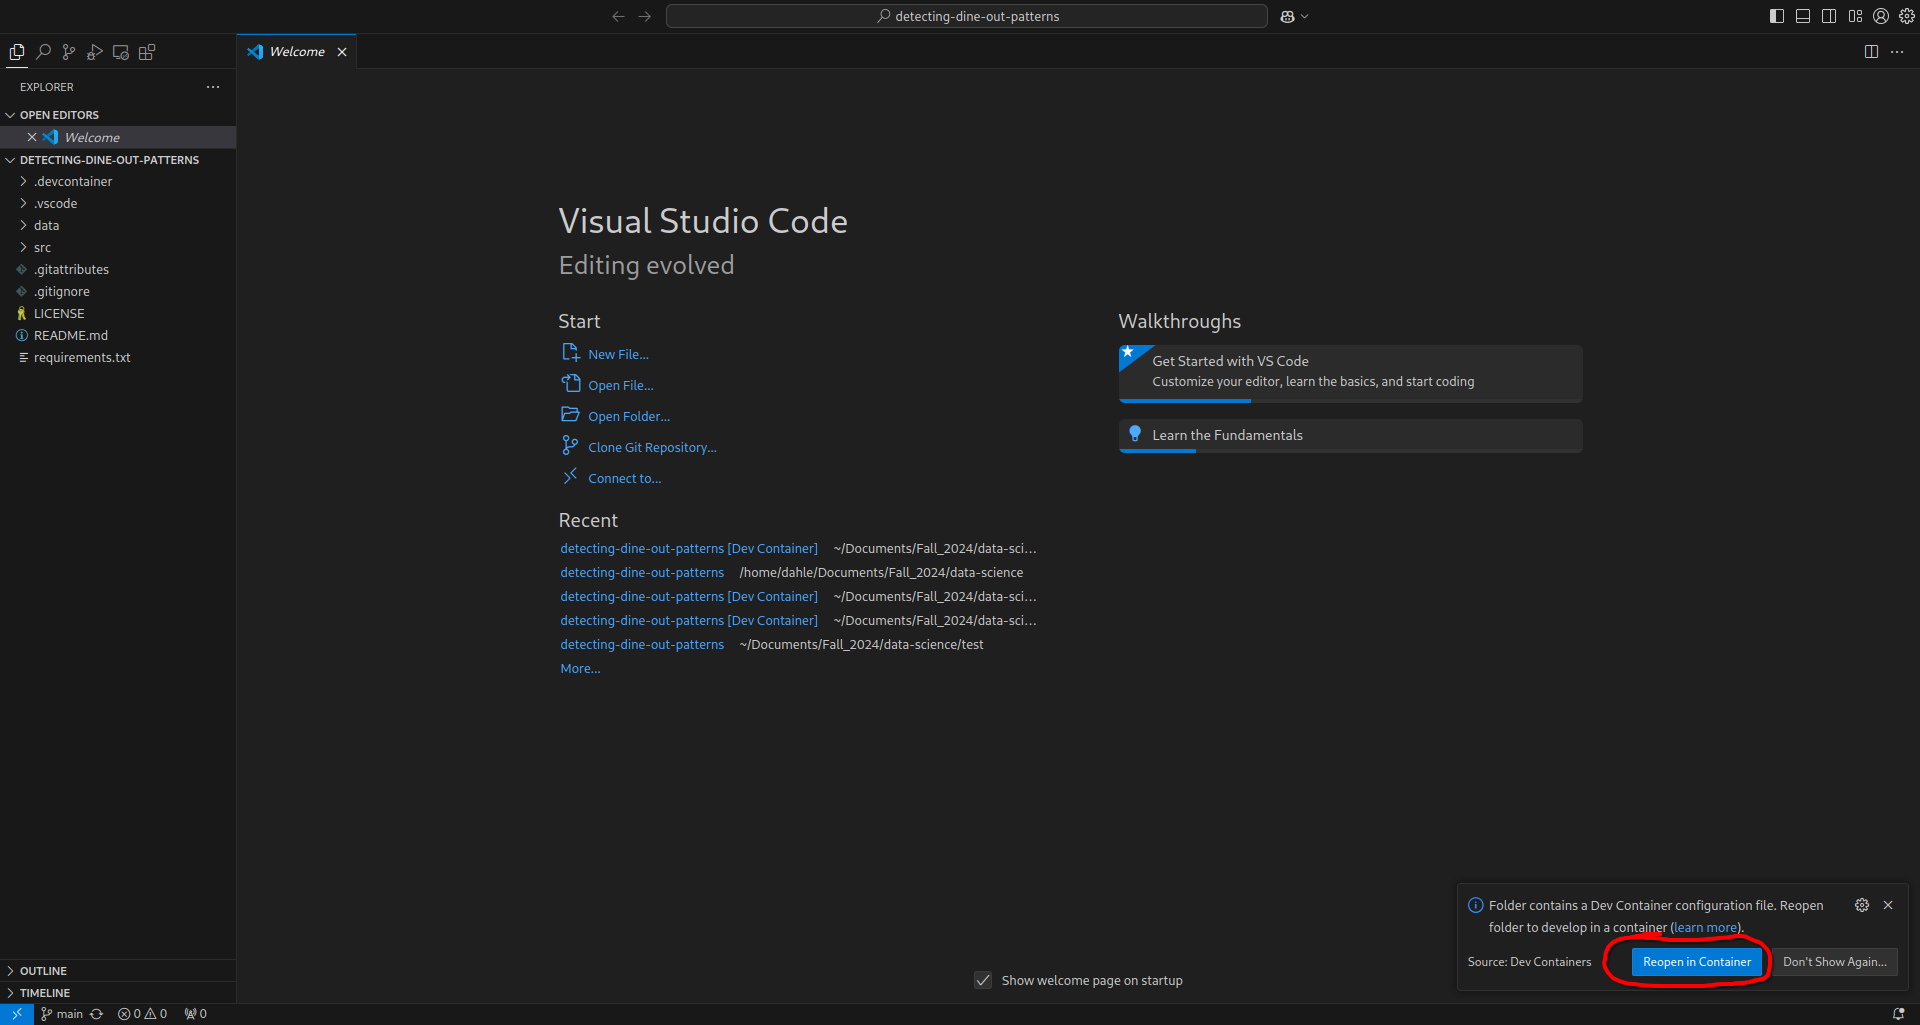 detecting-dine-out-patterns
Welcome
EXPLORER
OPEN EDITORS
Welcome
DETECTING-DINE-OUT-PATTERNS
.devcontainer
.vscode
data
src
.gitattributes
.gitignore
LICENSE
README.md
requirements.txt
OUTLINE
TIMELINE
Visual Studio Code
Editing evolved
Start
New File...
Open File...
Open Folder...
Clone Git Repository...
Connect to...
Recent
detecting-dine-out-patterns [Dev Container] ~/Documents/Fall_2024/data-sci...
detecting-dine-out-patterns /home/dahle/Documents/Fall_2024/data-science
detecting-dine-out-patterns [Dev Container] ~/Documents/Fall_2024/data-sci...
detecting-dine-out-patterns [Dev Container] ~/Documents/Fall_2024/data-sci...
detecting-dine-out-patterns ~/Documents/Fall_2024/data-science/test
More...
Walkthroughs
Get Started with VS Code
Customize your editor, learn the basics, and start coding
Learn the Fundamentals
Show welcome page on startup
Folder contains a Dev Container configuration file. Reopen
folder to develop in a container (learn more).
Source: Dev Containers
Reopen in Container
Don't Show Again...
main 0 0 0